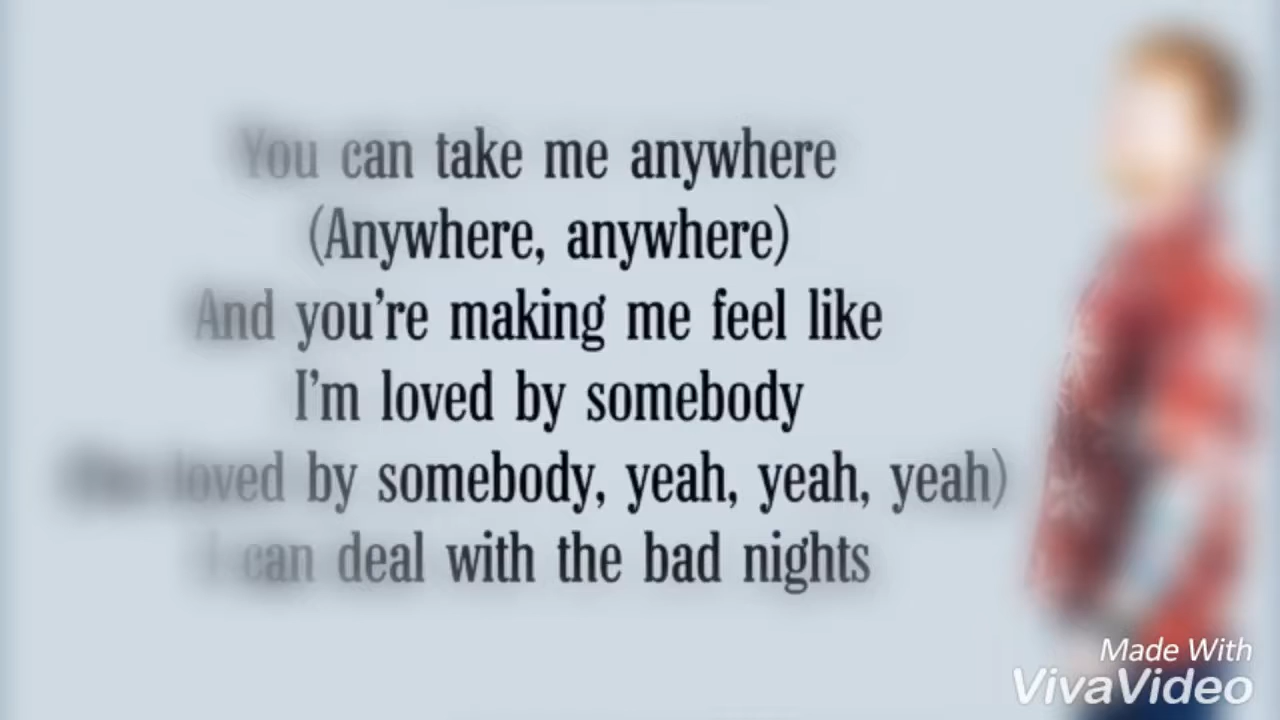 You can take me anywhere
(Anywhere, anywhere)
And you're making me feel like
I'm loved by somebody
loved by somebody, yeah, yeah, yeah)
I can deal with the bad nights
Made With
VivaVideo